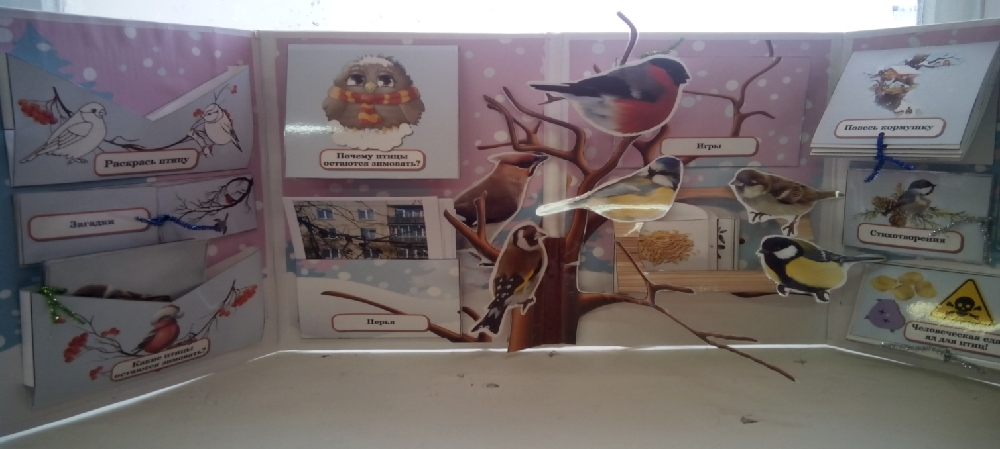 Раскрась птицу
Загадки
Какие птицы
остаются зимовать?
Почему птицы
остаются зимовать?
Перья
Игры
Повесь кормушку
Стихотворения
Человеческая еда
яд для птиц!